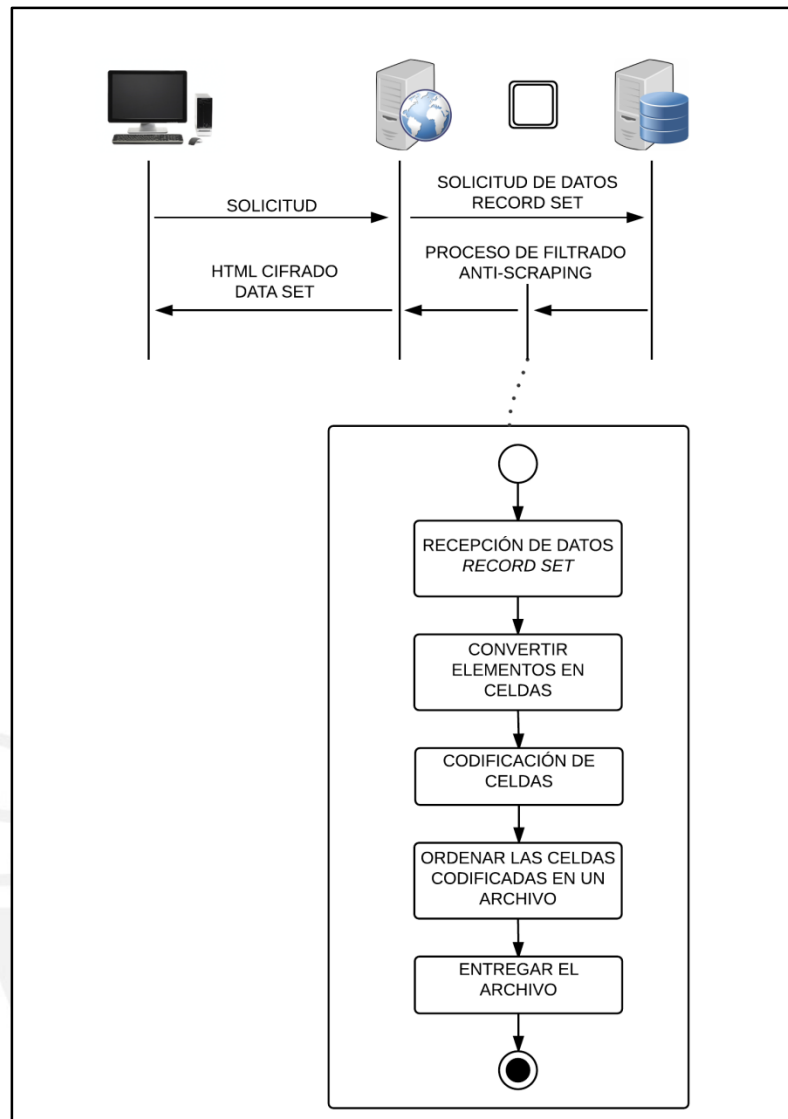 SOLICITUD
SOLICITUD DE DATOS
RECORD SET
HTML CIFRADO
DATA SET
PROCESO DE FILTRADO
ANTI-SCRAPING
RECEPCIÓN DE DATOS
RECORD SET
CONVERTIR
ELEMENTOS EN
CELDAS
CODIFICACIÓN DE
CELDAS
ORDENAR LAS CELDAS
CODIFICADAS EN UN
ARCHIVO
ENTREGAR EL
ARCHIVO